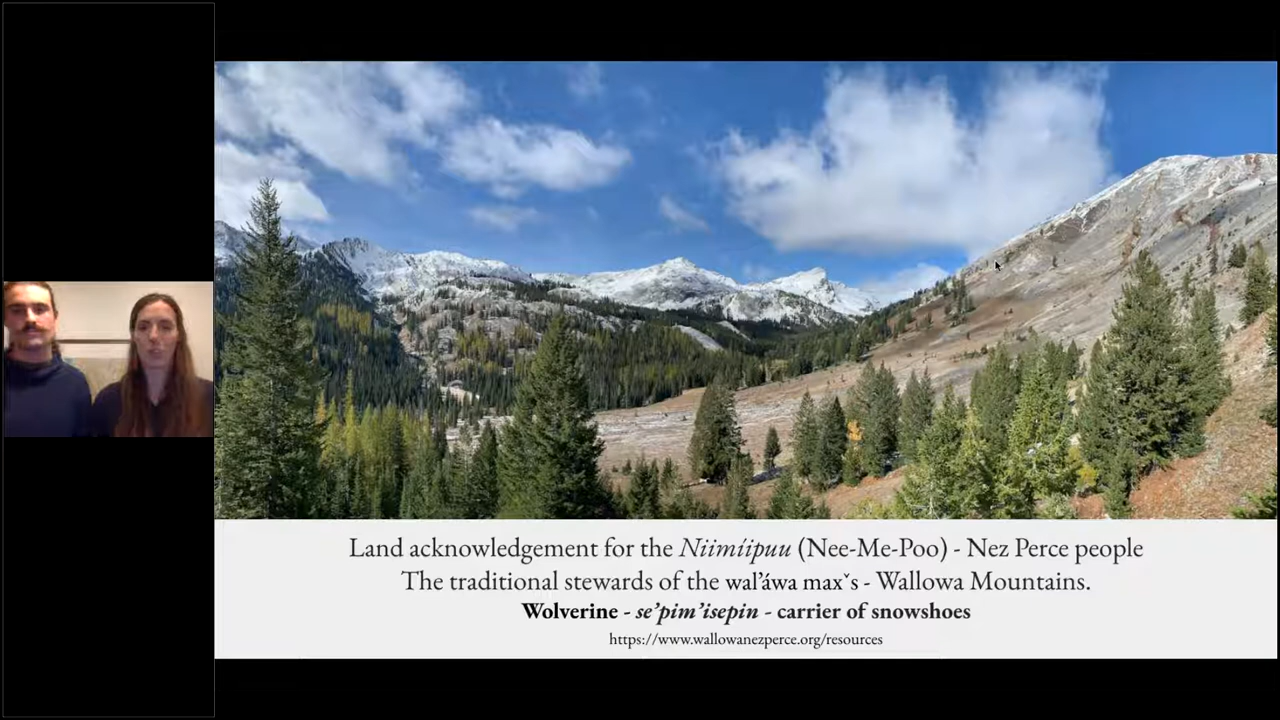 Land acknowledgement for the Niimíipuu (Nee-Me-Poo) - Nez Perce people
The traditional stewards of the wal’áwa maxˇs - Wallowa Mountains.
Wolverine - se’pim’isepin - carrier of snowshoes
https://www.wallowanezperce.org/resources